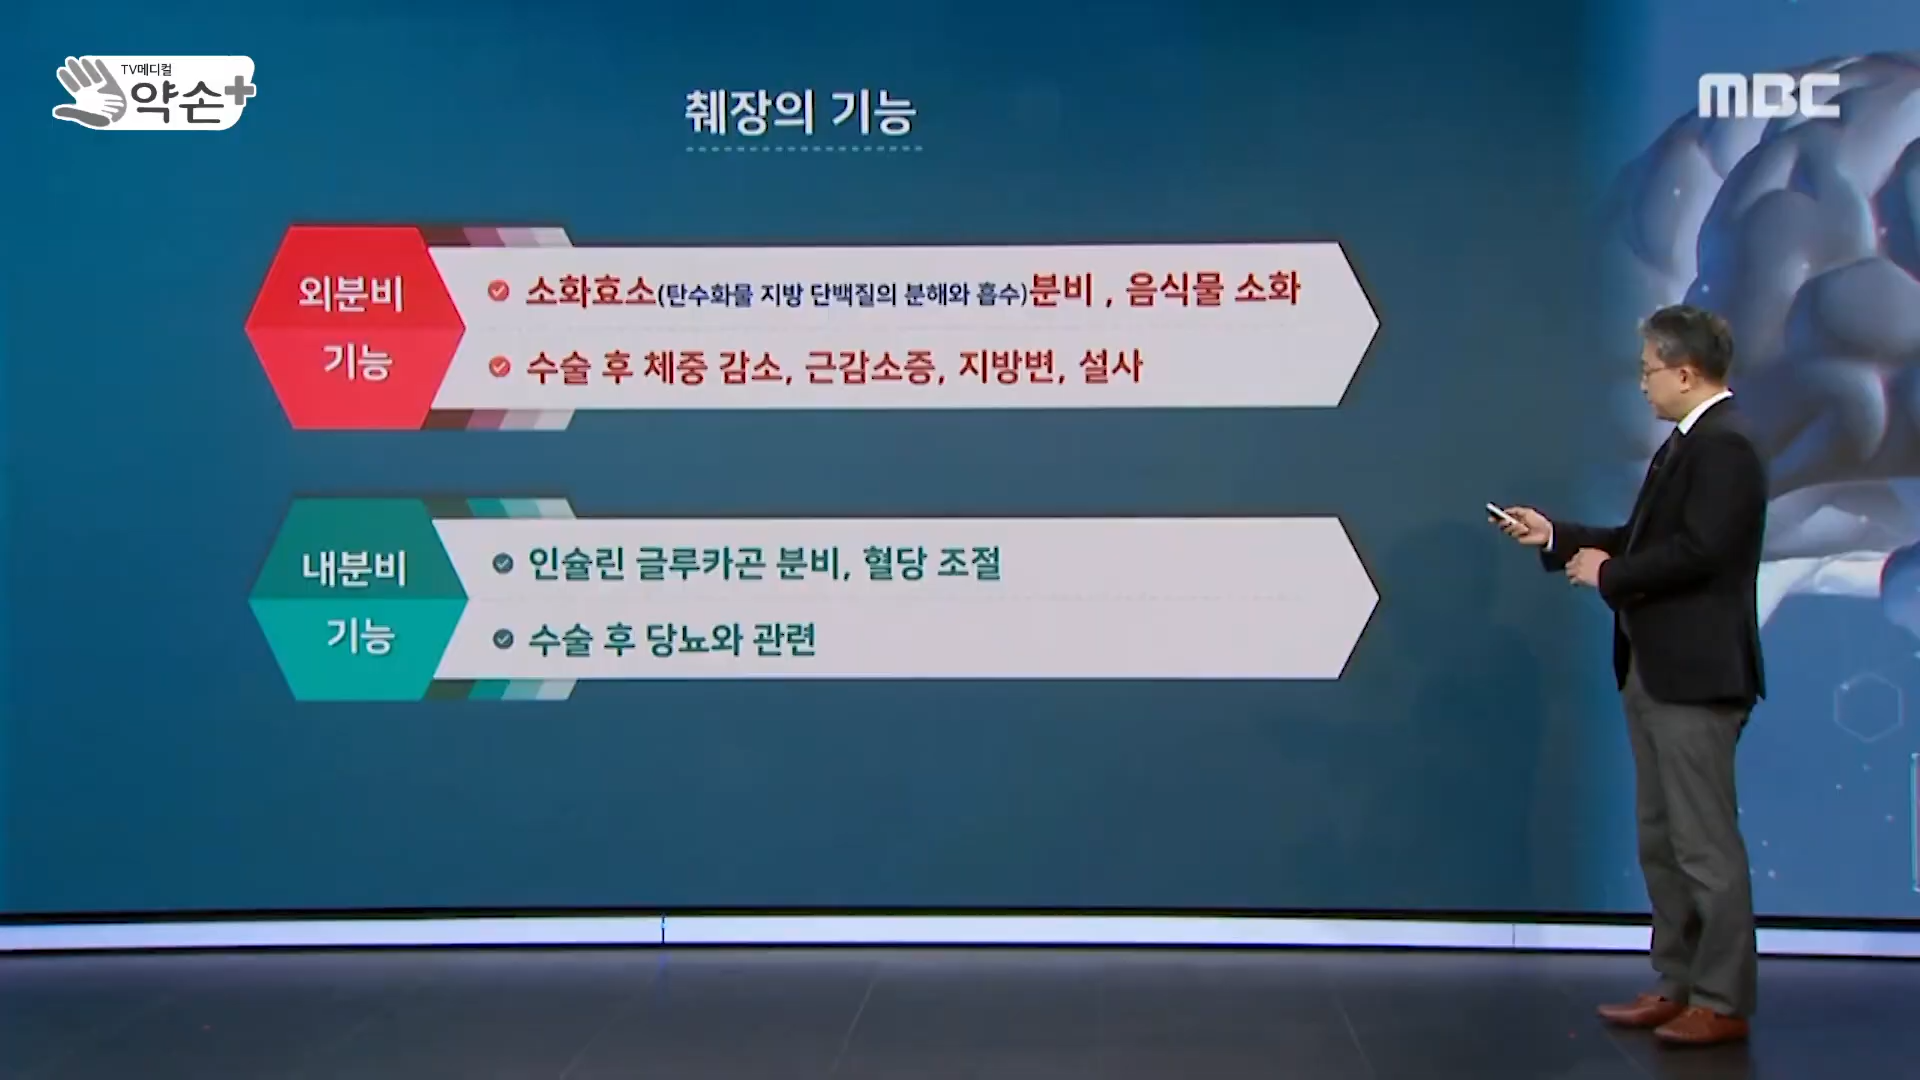 TV메디컬
약손+
MBC
췌장의 기능
외분비
기능
소화효소(탄수화물 지방 단백질의 분해와 흡수)분비 , 음식물 소화
수술 후 체중 감소, 근감소증, 지방변, 설사
내분비
기능
인슐린 글루카곤 분비, 혈당 조절
수술 후 당뇨와 관련